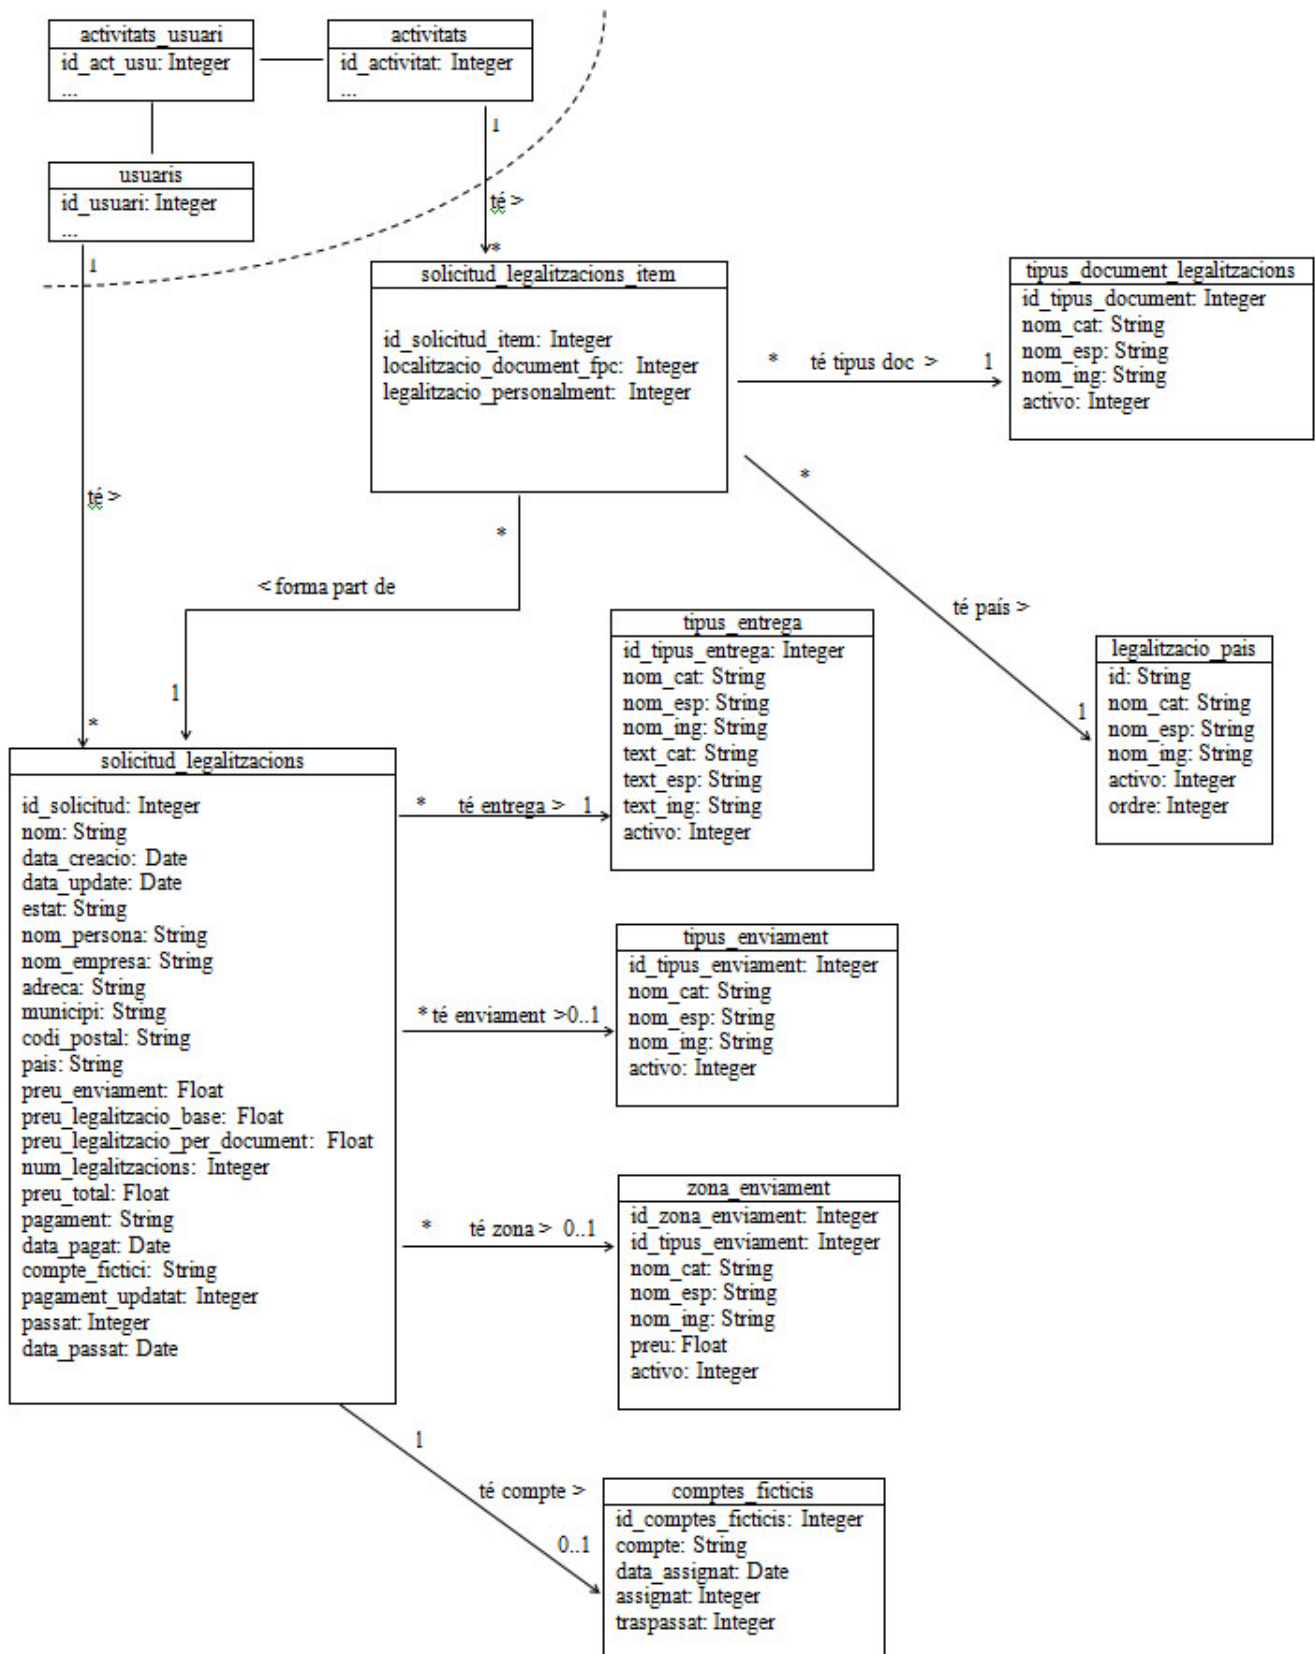 activitats_usuari
id_act_usu: Integer
...
activitats
id_activitat: Integer
...
1
té >
*
usuaris
id_usuari: Integer
...
1
té >
*
solicitud_legalitzacions_item
id_solicitud_item: Integer
localitzacio_document_fpc: Integer
legalitzacio_personalment: Integer
* té tipus doc > 1
tipus_document_legalitzacions
id_tipus_document: Integer
nom_cat: String
nom_esp: String
nom_ing: String
activo: Integer
*
té país >
1
legalitzacio_pais
id: String
nom_cat: String
nom_esp: String
nom_ing: String
activo: Integer
ordre: Integer
*
< forma part de
1
solicitud_legalitzacions
id_solicitud: Integer
nom: String
data_creacio: Date
data_update: Date
estat: String
nom_persona: String
nom_empresa: String
adreca: String
municipi: String
codi_postal: String
pais: String
preu_enviament: Float
preu_legalitzacio_base: Float
preu_legalitzacio_per_document: Float
num_legalitzacions: Integer
preu_total: Float
pagament: String
data_pagat: Date
compte_fictici: String
pagament_updatat: Integer
passat: Integer
data_passat: Date
* té entrega > 1
tipus_entrega
id_tipus_entrega: Integer
nom_cat: String
nom_esp: String
nom_ing: String
text_cat: String
text_esp: String
text_ing: String
activo: Integer
* té enviament >0..1
tipus_enviament
id_tipus_enviament: Integer
nom_cat: String
nom_esp: String
nom_ing: String
activo: Integer
* té zona > 0..1
zona_enviament
id_zona_enviament: Integer
id_tipus_enviament: Integer
nom_cat: String
nom_esp: String
nom_ing: String
preu: Float
activo: Integer
1
té compte >
0..1
comptes_ficticis
id_comptes_ficticis: Integer
compte: String
data_assignat: Date
assignat: Integer
traspassat: Integer